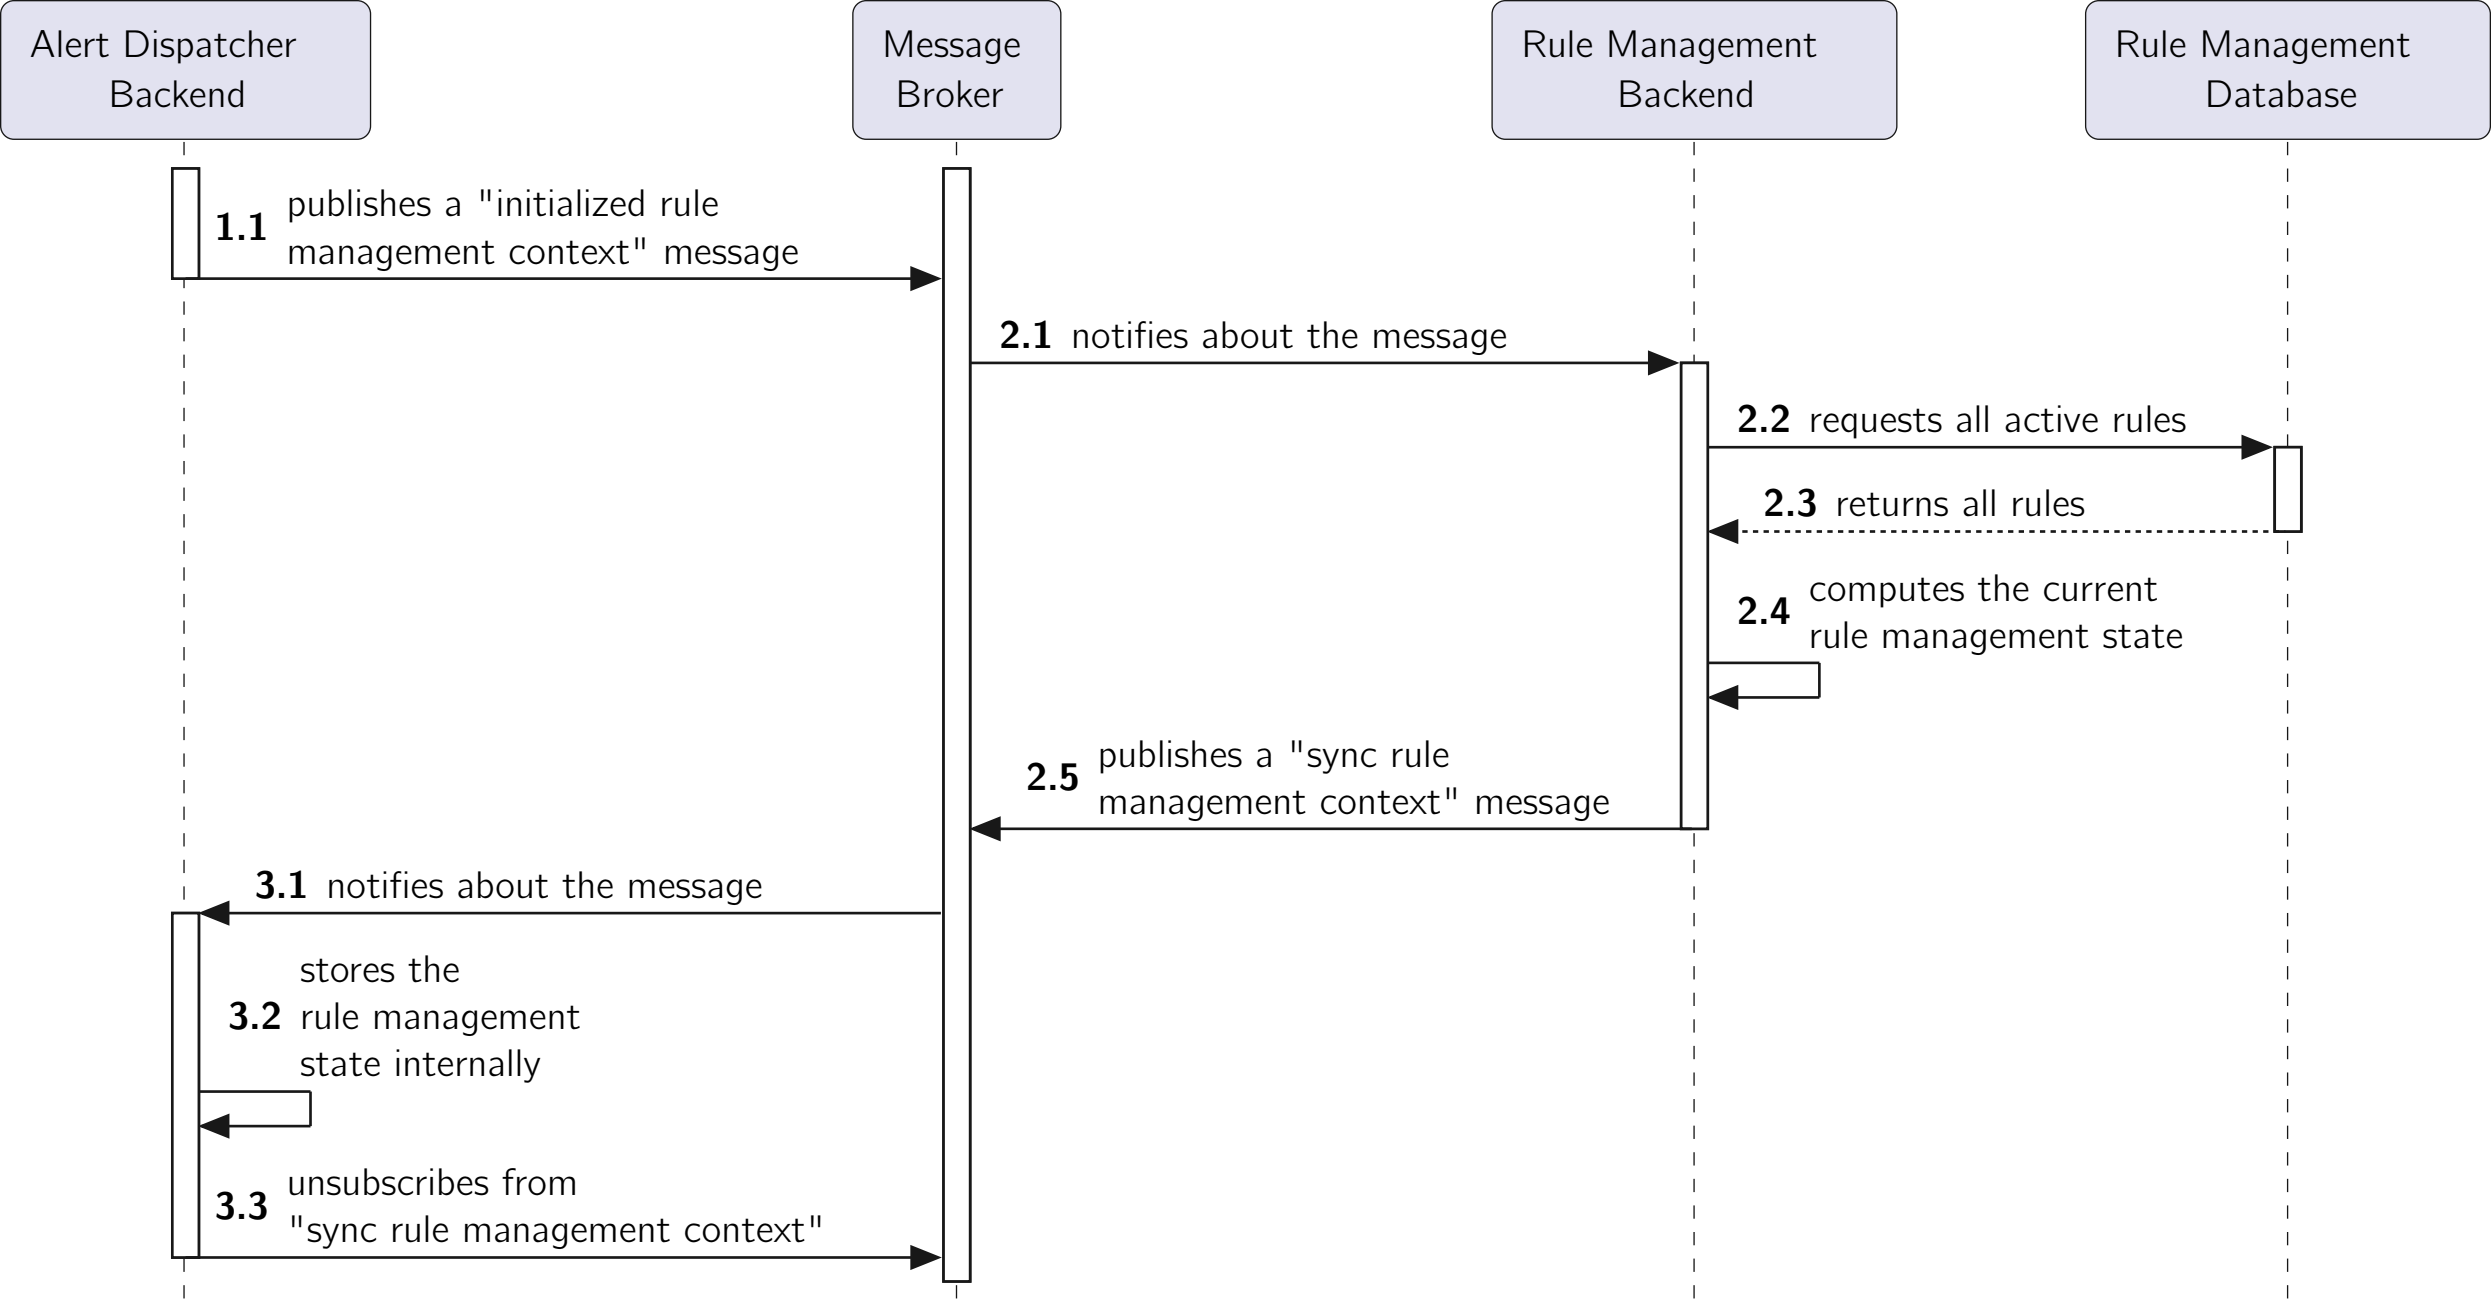 Alert Dispatcher
Backend
Message
Broker
Rule Management
Backend
Rule Management
Database
1.1 publishes a "initialized rule
management context" message
2.1 notifies about the message
2.2 requests all active rules
2.3 returns all rules
2.4 computes the current
rule management state
2.5 publishes a "sync rule
management context" message
3.1 notifies about the message
stores the
3.2 rule management
state internally
3.3 unsubscribes from
"sync rule management context"